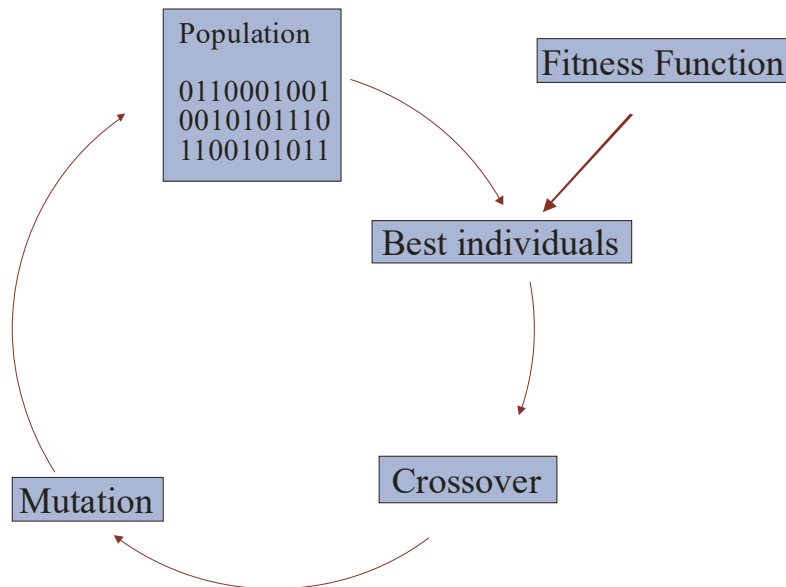 Population
0110001001
0010101110
1100101011
Fitness Function
Best individuals
Crossover
Mutation